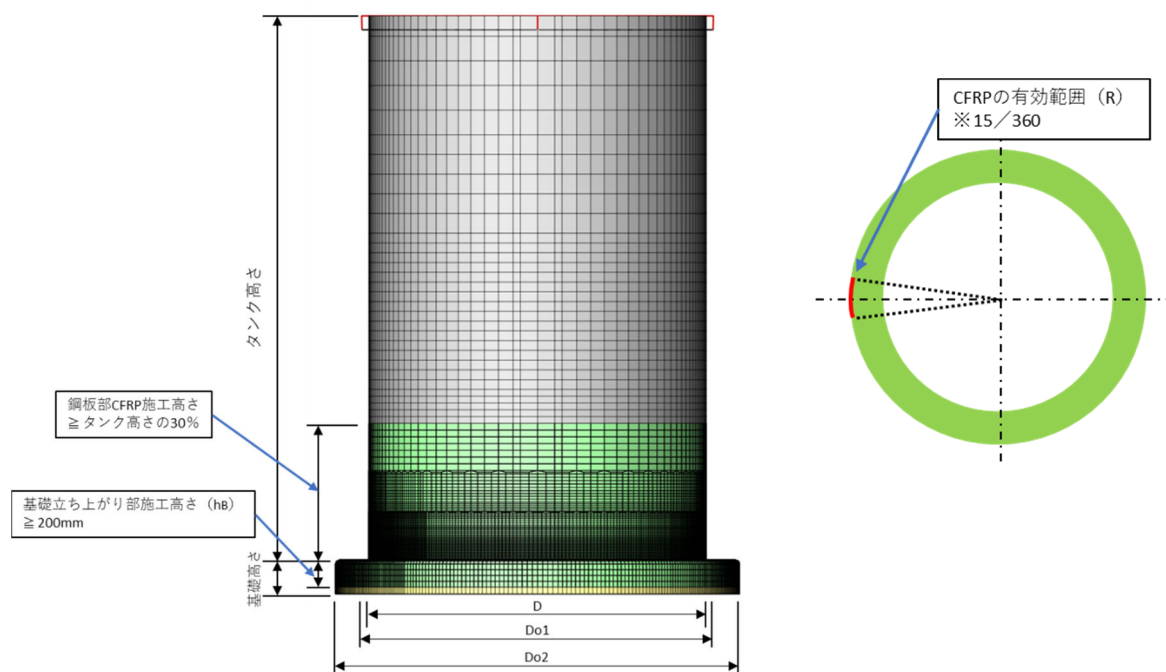 CFRPの有効範囲（R）
※15／360
タンク高さ
鋼板部CFRP施工高さ
≧タンク高さの30%
基礎立ち上がり部施工高さ（hB）
≧200mm
基礎高さ
D
Do1
Do2